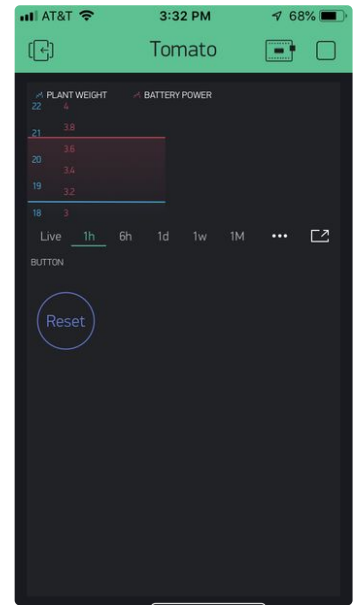 AT&T 3:32 PM 68%
Tomato
PLANT WEIGHT BATTERY POWER
22 4
21 3.8
20 3.6
3.4
19 3.2
18 3
Live 1h 6h 1d 1w 1M •••
BUTTON
Reset